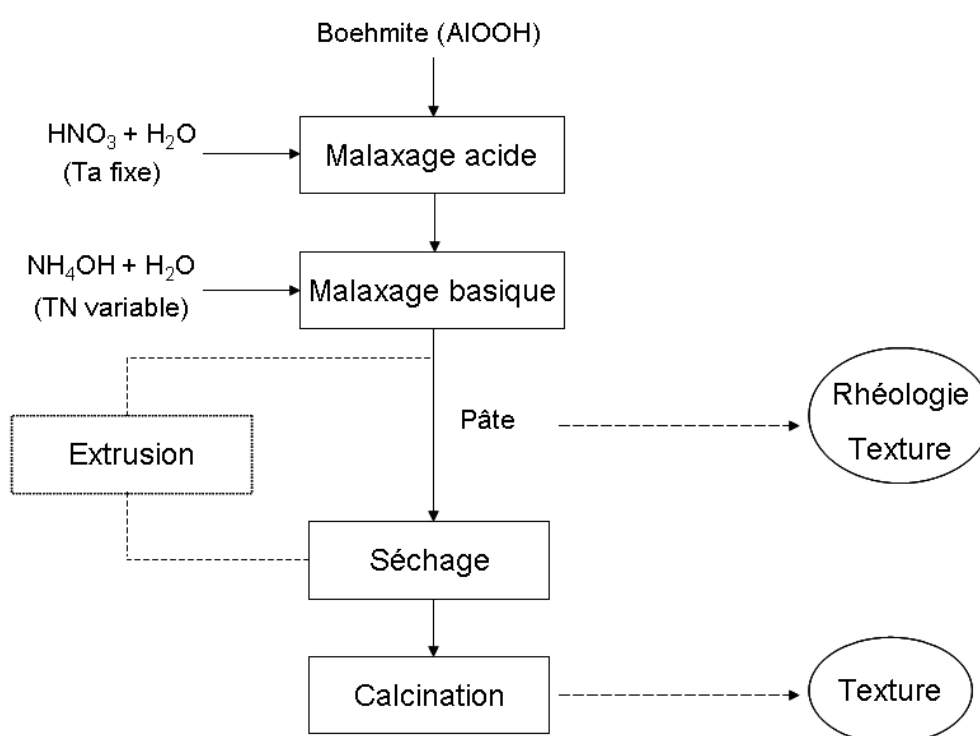 Boehmite (AlOOH)
HNO₃ + H₂O
(Ta fixe)
Malaxage acide
NH₄OH + H₂O
(TN variable)
Malaxage basique
Extrusion
Pâte
Rhéologie
Texture
Séchage
Calcination
Texture